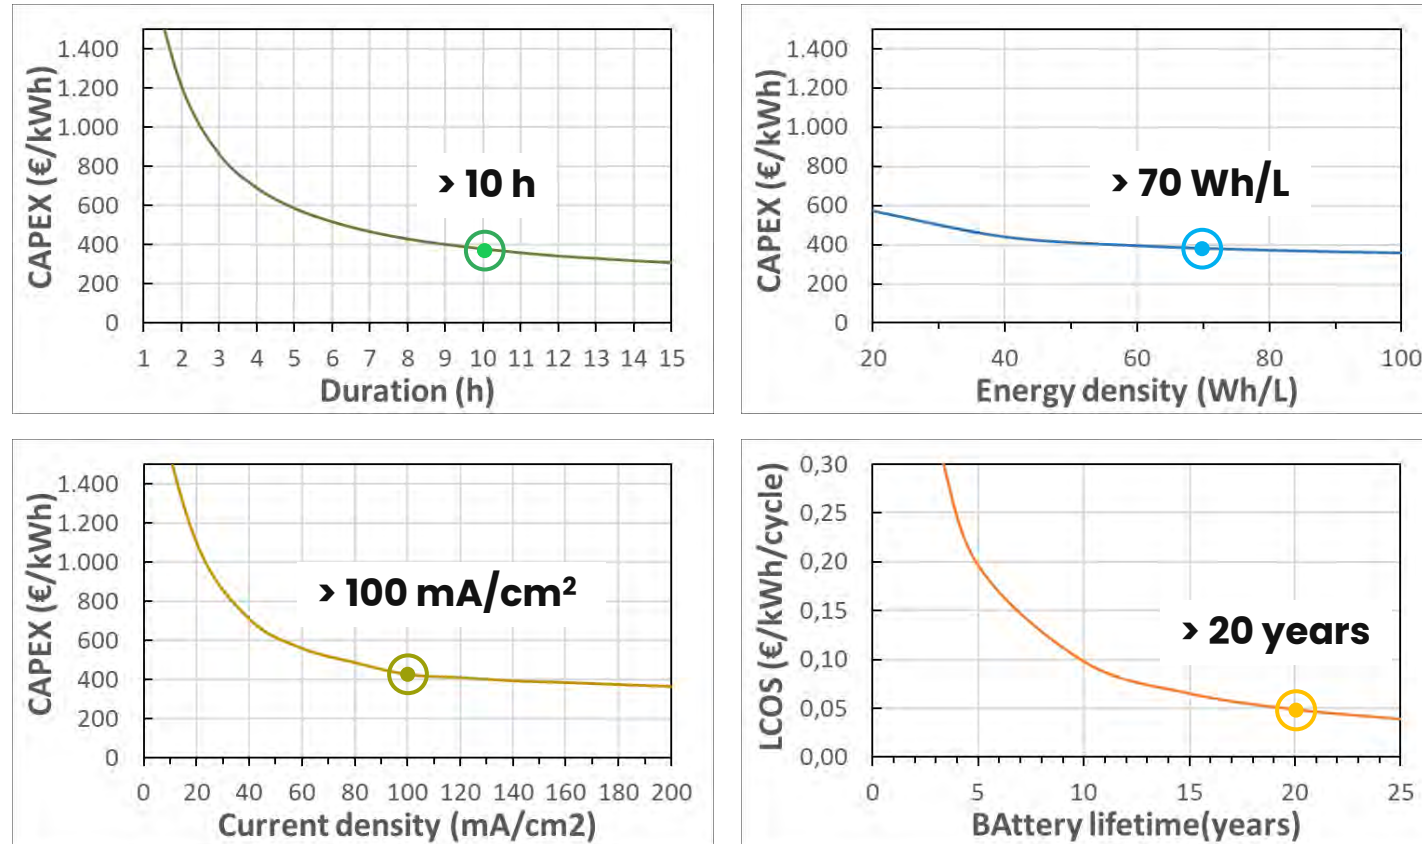 CAPEX (€/kWh)
1.400
1.200
1.000
800
600
400
200
0
> 10 h
1 2 3 4 5 6 7 8 9 10 11 12 13 14 15
Duration (h)
CAPEX (€/kWh)
1.400
1.200
1.000
800
600
400
200
0
> 70 Wh/L
20 40 60 80 100
Energy density (Wh/L)
CAPEX (€/kWh)
1.400
1.200
1.000
800
600
400
200
0
> 100 mA/cm²
0 20 40 60 80 100 120 140 160 180 200
Current density (mA/cm2)
LCOS (€/kWh/cycle)
0,30
0,25
0,20
0,15
0,10
0,05
0,00
> 20 years
0 5 10 15 20 25
BAttery lifetime(years)